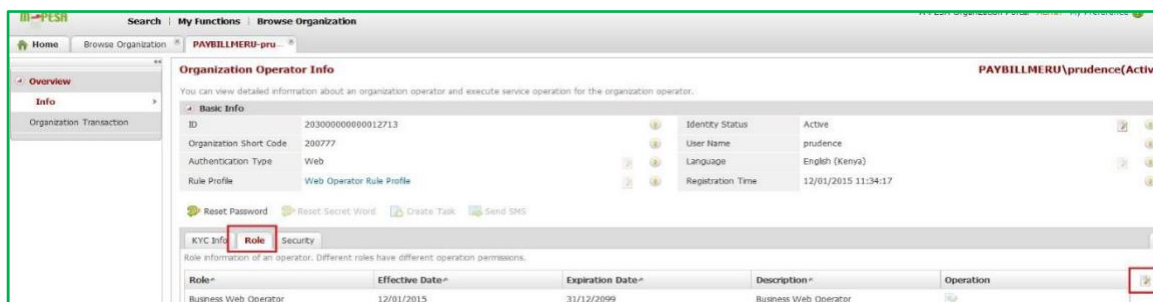 M-PESA Search | My Functions | Browse Organization
Home Browse Organization PAYBILLMERU-pru...
Overview
Info
Organization Transaction
Organization Operator Info PAYBILLMERU\prudence(Activ
You can view detailed information about an organization operator and execute service operation for the organization operator.
Basic Info
ID 203000000000012713 Identity Status Active
Organization Short Code 200777 User Name prudence
Authentication Type Web Language English (Kenya)
Rule Profile Web Operator Rule Profile Registration Time 12/01/2015 11:34:17
Reset Password Reset Secret Word Create Task Send SMS
KYC Info Role Security
Role information of an operator. Different roles have different operation permissions.
Role Effective Date Expiration Date Description Operation
Business Web Operator 12/01/2015 31/12/2099 Business Web Operator